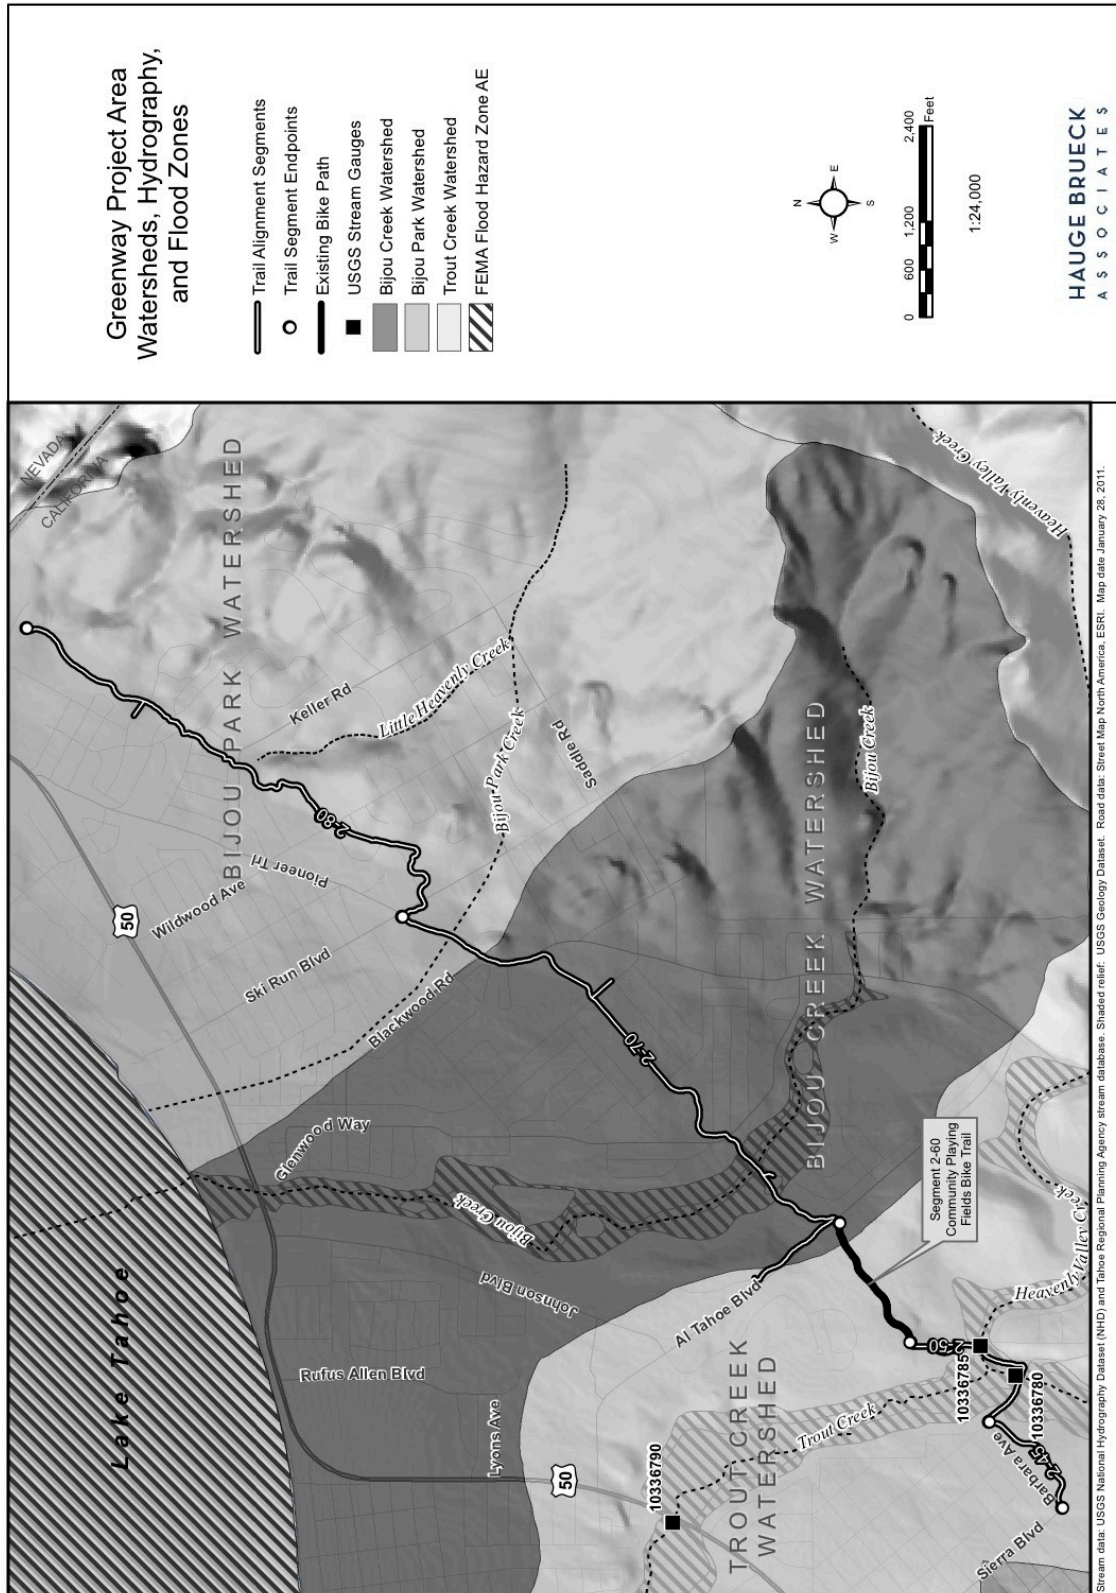 Greenway Project Area
Watersheds, Hydrography,
and Flood Zones
Trail Alignment Segments
Trail Segment Endpoints
Existing Bike Path
USGS Stream Gauges
Bijou Creek Watershed
Bijou Park Watershed
Trout Creek Watershed
FEMA Flood Hazard Zone AE
N
W
E
S
0
600
1,200
2,400
Feet
1:24,000
HAUGE BRUECK
ASSOCIATES
Lake Tahoe
NEVADA
CALIFORNIA
BIJOU PARK WATERSHED
50
Wildwood Ave
Pioneer Trl
Keller Rd
Little Heavenly Creek
2-80
Ski Run Blvd
Bijou Park Creek
Saddle Rd
Blackwood Rd
Glenwood Way
2-70
BIJOU CREEK WATERSHED
Bijou Creek
Bijou Creek
Heavenly Valley Creek
Johnson Blvd
Rufus Allen Blvd
Al Tahoe Blvd
Lyons Ave
50
Segment 2-60
Community Playing
Fields Bike Trail
TROUT CREEK
WATERSHED
10336790
Trout Creek
2-50
10336785
10336780
Heavenly Valley Creek
Barbara Ave
2-45
Sierra Blvd
Stream data: USGS National Hydrography Dataset (NHD) and Tahoe Regional Planning Agency stream database. Shaded relief: USGS Geology Dataset. Road data: Street Map North America, ESRI. Map date January 28, 2011.